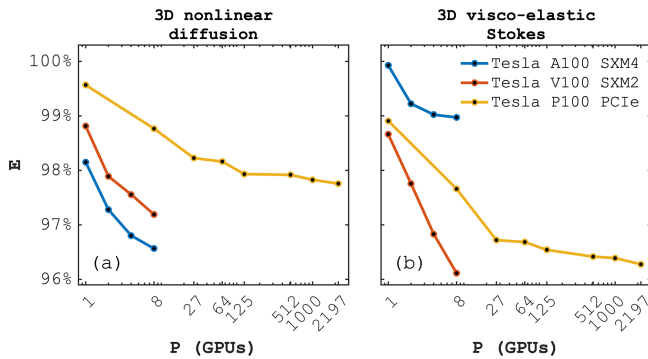 3D nonlinear
diffusion
3D visco-elastic
Stokes
100%
99%
98%
97%
96%
E
(a)
1
8
27
64
125
512
1000
2197
P (GPUs)
Tesla A100 SXM4
Tesla V100 SXM2
Tesla P100 PCIe
(b)
1
8
27
64
125
512
1000
2197
P (GPUs)